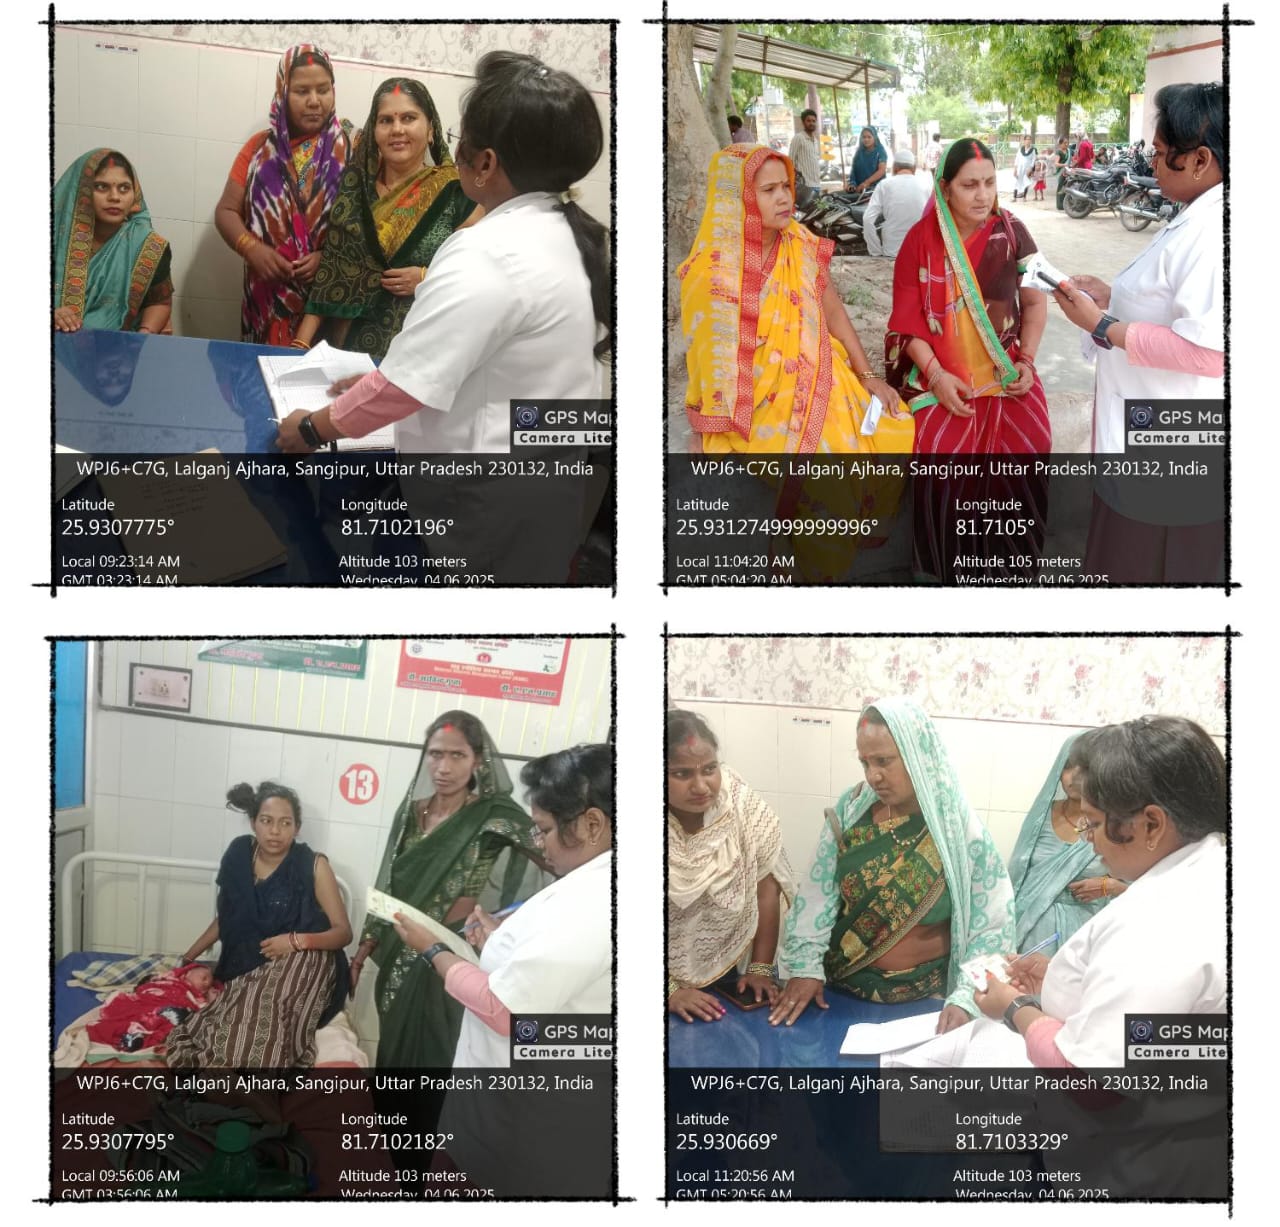 GPS Map
Camera Lite
WPJ6+C7G, Lalganj Ajhara, Sangipur, Uttar Pradesh 230132, India
Latitude
25.9307775°
Longitude
81.7102196°
Local 09:23:14 AM
GMT 03:23:14 AM
Altitude 103 meters
Wednesday, 04.06.2025
GPS Map
Camera Lite
WPJ6+C7G, Lalganj Ajhara, Sangipur, Uttar Pradesh 230132, India
Latitude
25.931274999999996°
Longitude
81.7105°
Local 11:04:20 AM
GMT 05:04:20 AM
Altitude 105 meters
Wednesday, 04.06.2025
13
GPS Map
Camera Lite
WPJ6+C7G, Lalganj Ajhara, Sangipur, Uttar Pradesh 230132, India
Latitude
25.9307795°
Longitude
81.7102182°
Local 09:56:06 AM
GMT 03:56:06 AM
Altitude 103 meters
Wednesday, 04.06.2025
GPS Map
Camera Lite
WPJ6+C7G, Lalganj Ajhara, Sangipur, Uttar Pradesh 230132, India
Latitude
25.930669°
Longitude
81.7103329°
Local 11:20:56 AM
GMT 05:20:56 AM
Altitude 103 meters
Wednesday, 04.06.2025